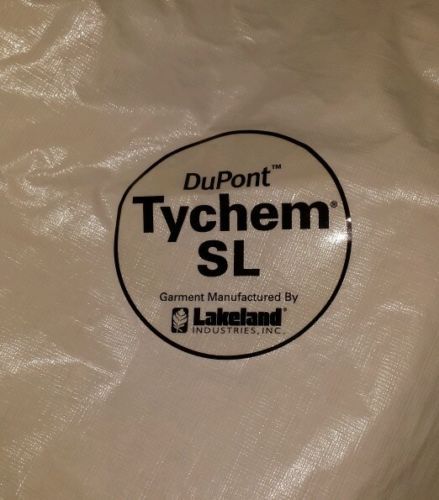 DuPont™
Tychem®
SL
Garment Manufactured By
Lakeland®
INDUSTRIES, INC.